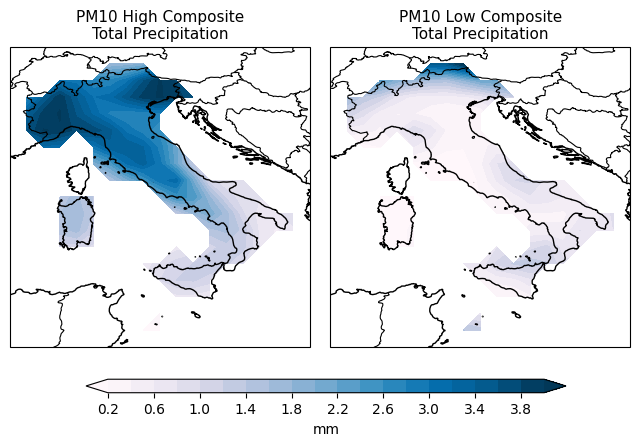 PM10 High Composite
Total Precipitation
PM10 Low Composite
Total Precipitation
0.2 0.6 1.0 1.4 1.8 2.2 2.6 3.0 3.4 3.8
mm